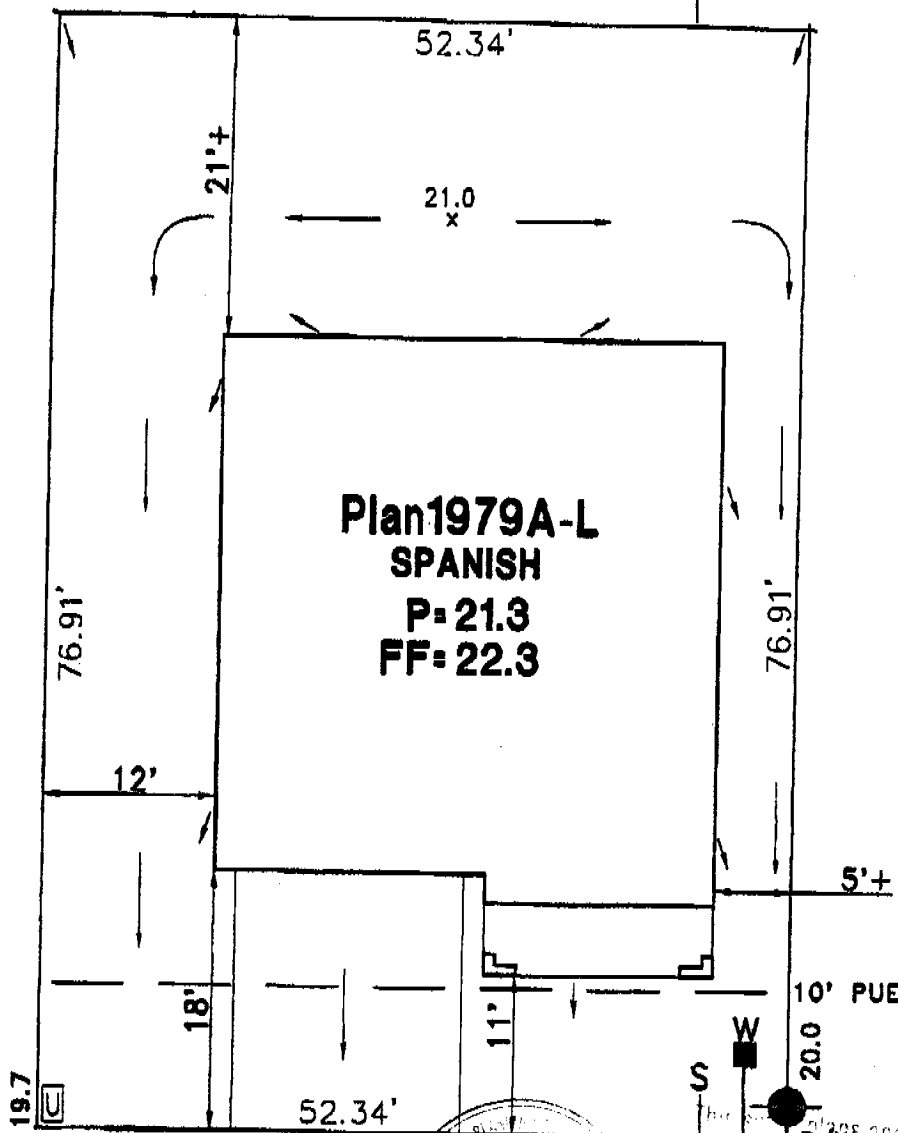 52.34'
21'+
21.0
x
Plan1979A-L
SPANISH
P=21.3
FF=22.3
76.91'
76.91'
12'
5'+
18'
11'
10' PUE
W
S
20.0
19.7
U
52.34'